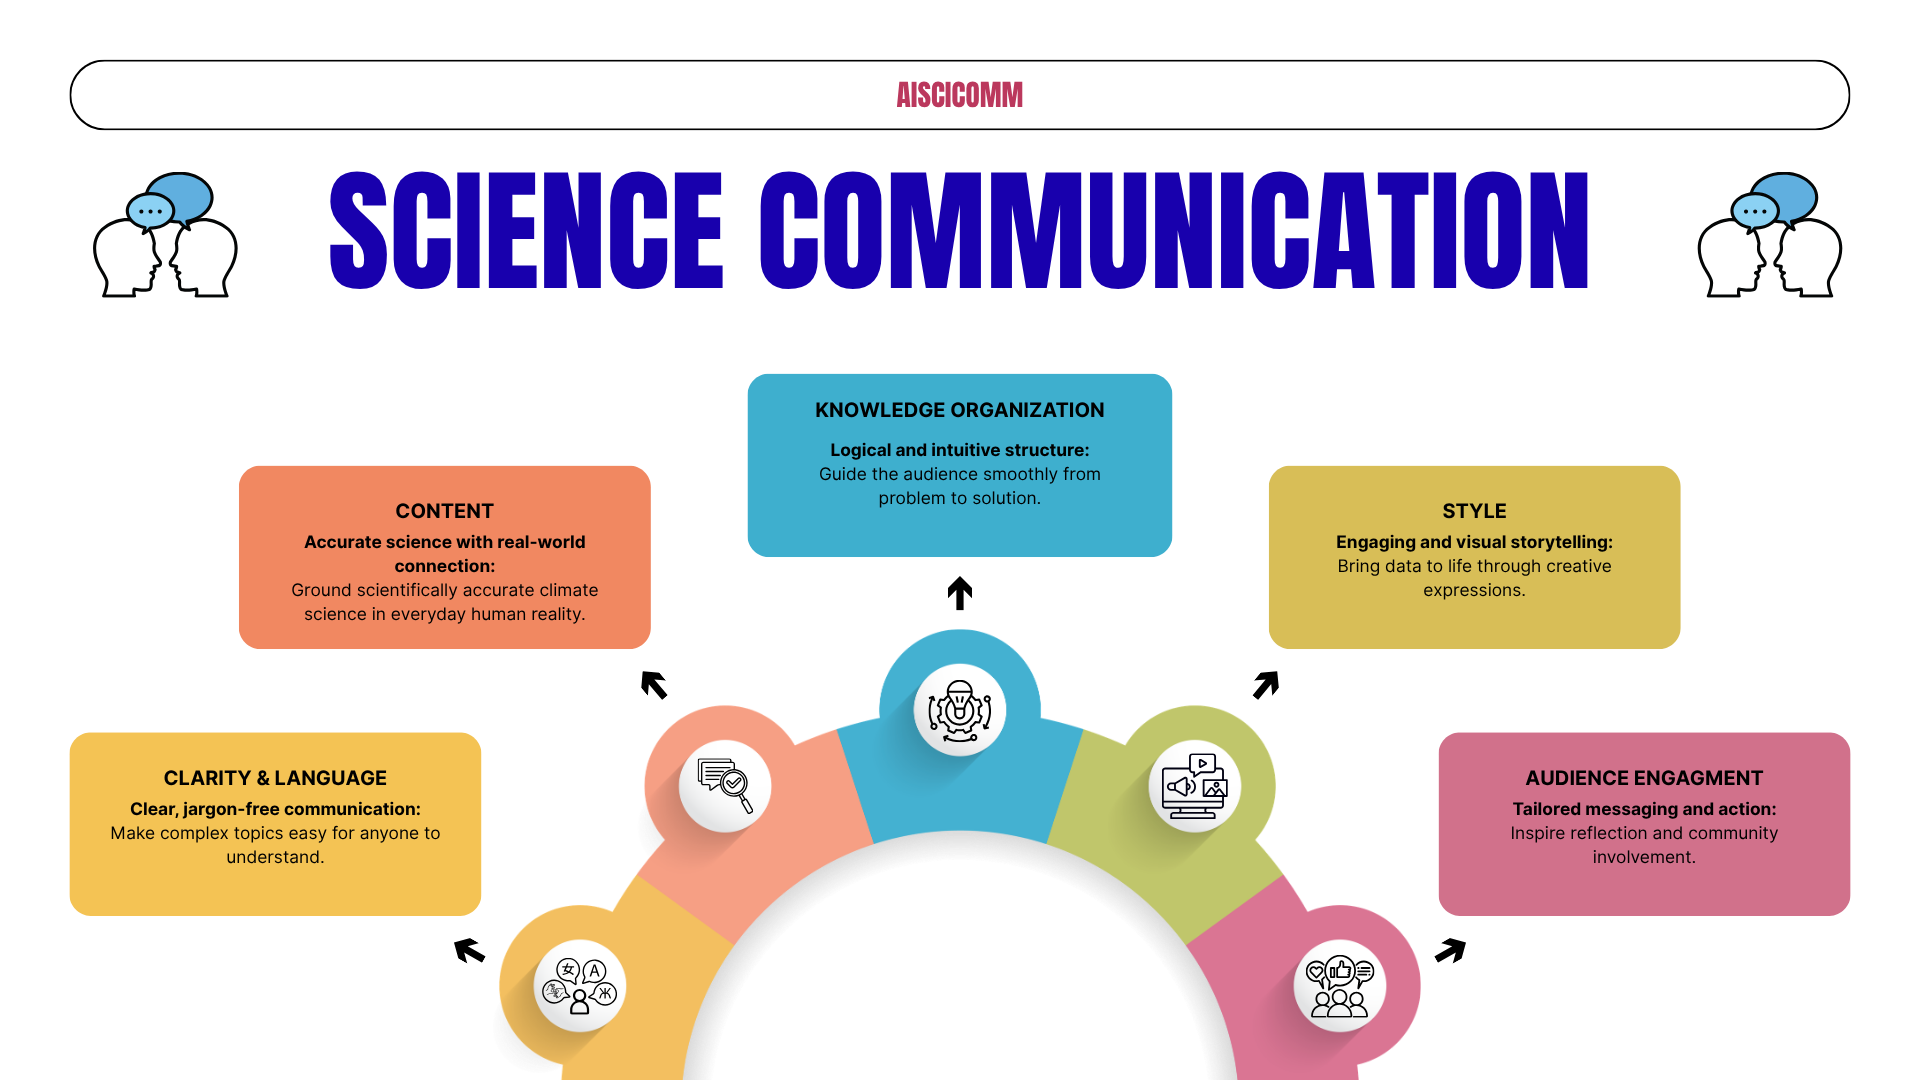 AISCICOMM
SCIENCE COMMUNICATION
KNOWLEDGE ORGANIZATION
Logical and intuitive structure:
Guide the audience smoothly from
problem to solution.
CONTENT
Accurate science with real-world
connection:
Ground scientifically accurate climate
science in everyday human reality.
STYLE
Engaging and visual storytelling:
Bring data to life through creative
expressions.
CLARITY & LANGUAGE
Clear, jargon-free communication:
Make complex topics easy for anyone to
understand.
AUDIENCE ENGAGMENT
Tailored messaging and action:
Inspire reflection and community
involvement.
女
A
Ж